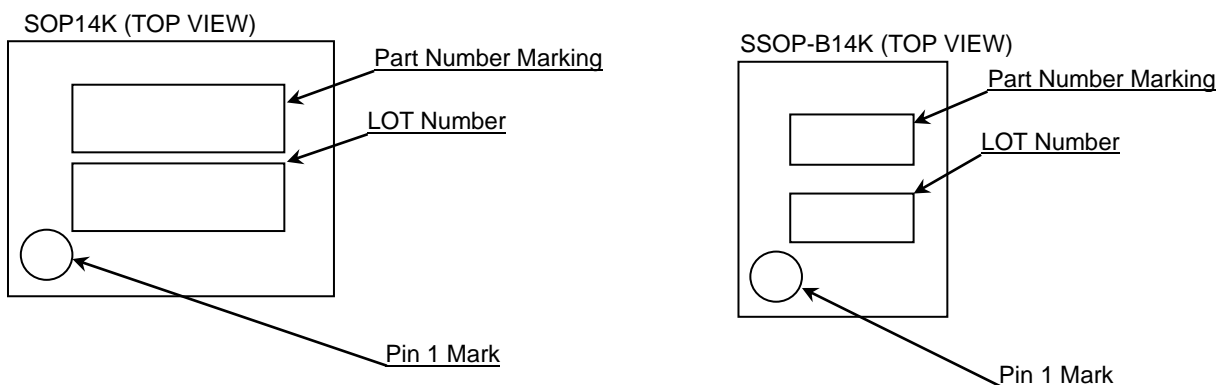 SOP14K (TOP VIEW)
Part Number Marking
LOT Number
Pin 1 Mark
SSOP-B14K (TOP VIEW)
Part Number Marking
LOT Number
Pin 1 Mark